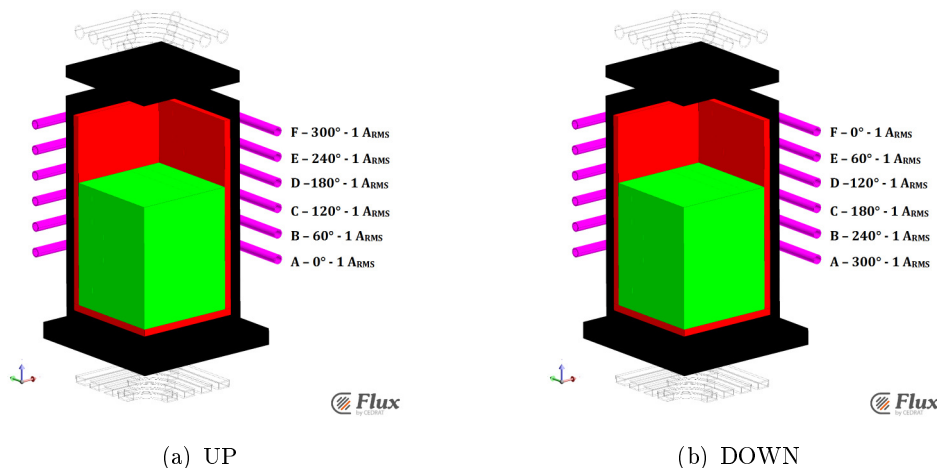 F – 300° - 1 ARMS
E – 240° - 1 ARMS
D –180° - 1 ARMS
C – 120° - 1 ARMS
B – 60° - 1 ARMS
A – 0° - 1 ARMS
Flux
by CEDRAT
(a) UP
F – 0° - 1 ARMS
E – 60° - 1 ARMS
D –120° - 1 ARMS
C – 180° - 1 ARMS
B – 240° - 1 ARMS
A – 300° - 1 ARMS
Flux
by CEDRAT
(b) DOWN